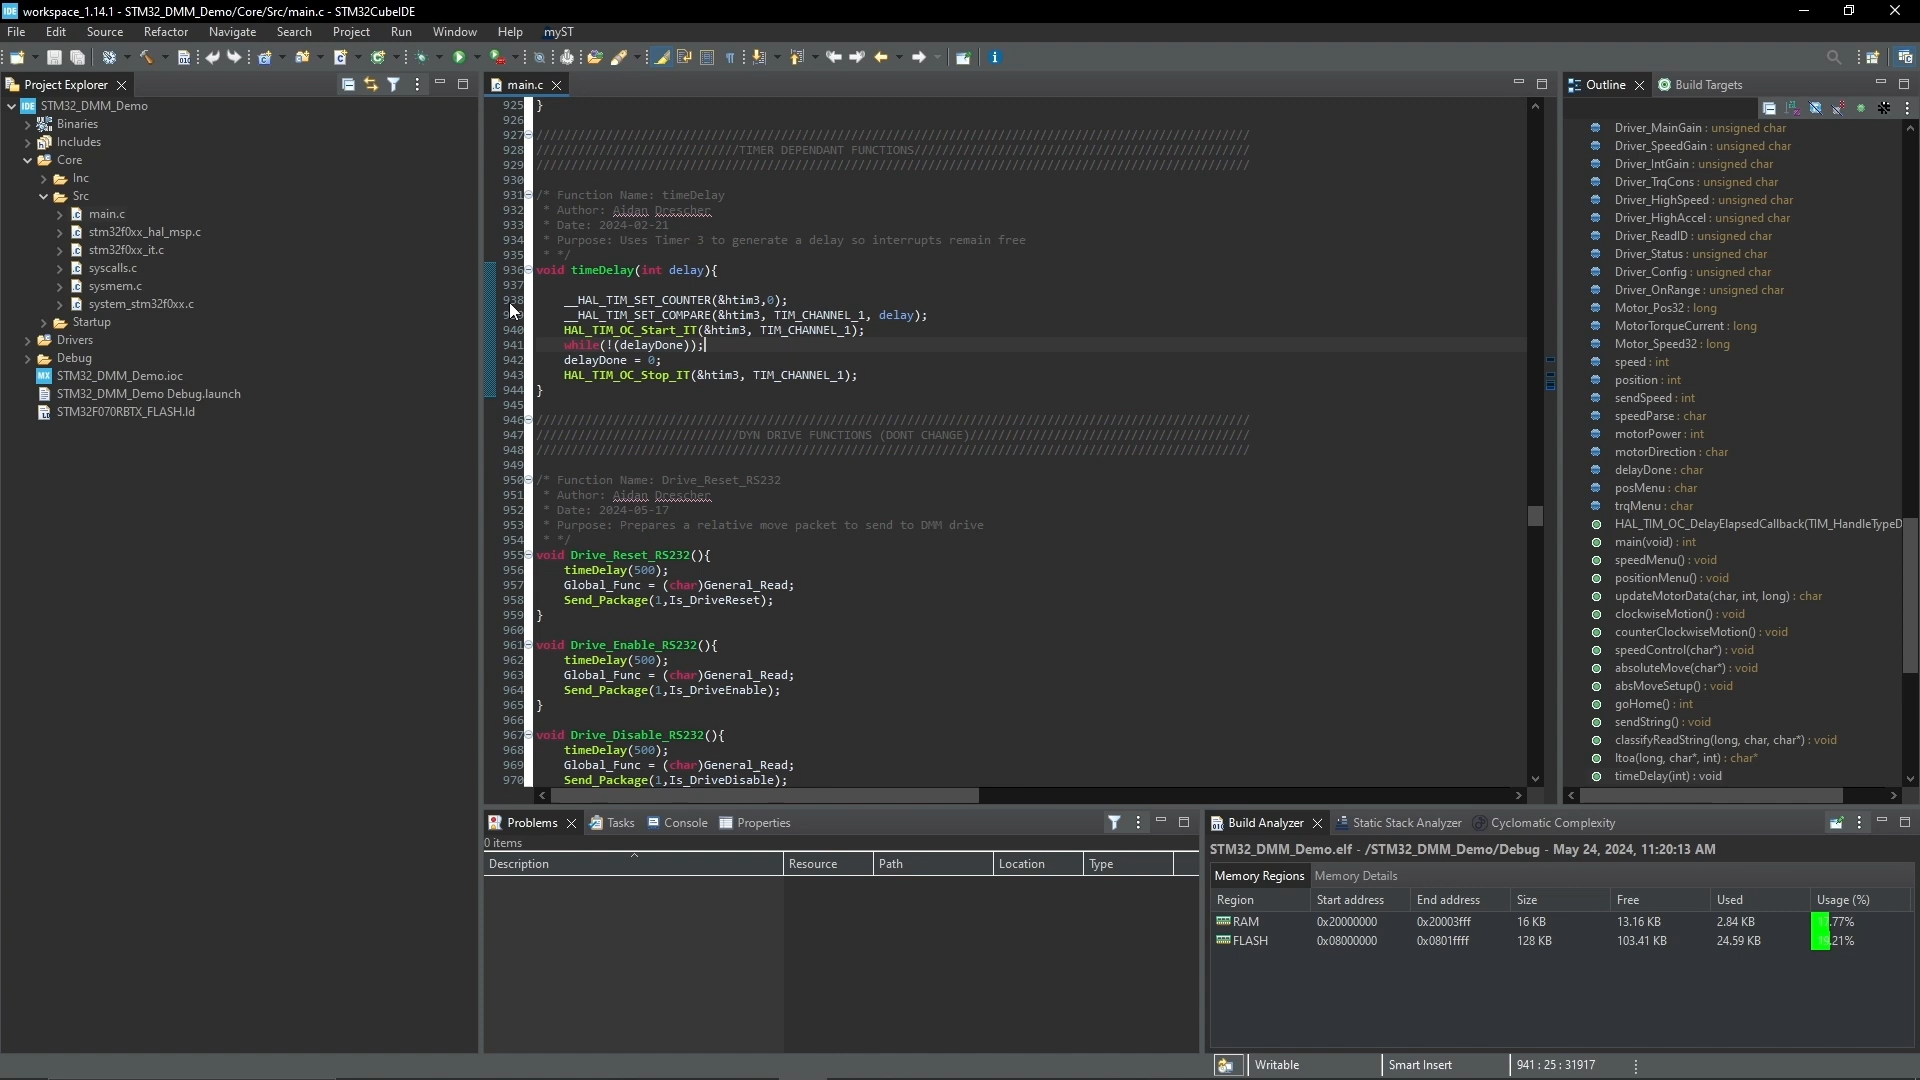 IDE workspace_1.14.1 - STM32_DMM_Demo/Core/Src/main.c - STM32CubeIDE
File Edit Source Refactor Navigate Search Project Run Window Help myST
Project Explorer
IDE STM32_DMM_Demo
Binaries
Includes
Core
Inc
Src
main.c
stm32f0xx_hal_msp.c
stm32f0xx_it.c
syscalls.c
sysmem.c
system_stm32f0xx.c
Startup
Drivers
Debug
MX STM32_DMM_Demo.ioc
STM32_DMM_Demo Debug.launch
STM32F070RBTX_FLASH.ld
main.c
925 }
926
927 //////////////////////////////////////////////////////////////////////////////////////////////////////////
928 //////////////////////////////TIMER DEPENDANT FUNCTIONS//////////////////////////////////////////////////
929 //////////////////////////////////////////////////////////////////////////////////////////////////////////
930
931 /* Function Name: timeDelay
932 * Author: Aidan Drescher
933 * Date: 2024-02-21
934 * Purpose: Uses Timer 3 to generate a delay so interrupts remain free
935 * */
936 void timeDelay(int delay){
937
938 __HAL_TIM_SET_COUNTER(&htim3,0);
__HAL_TIM_SET_COMPARE(&htim3, TIM_CHANNEL_1, delay);
940 HAL_TIM_OC_Start_IT(&htim3, TIM_CHANNEL_1);
941 while(!(delayDone));
942 delayDone = 0;
943 HAL_TIM_OC_Stop_IT(&htim3, TIM_CHANNEL_1);
944 }
945
946 //////////////////////////////////////////////////////////////////////////////////////////////////////////
947 //////////////////////////////DYN DRIVE FUNCTIONS (DONT CHANGE)//////////////////////////////////////////
948 //////////////////////////////////////////////////////////////////////////////////////////////////////////
949
950 /* Function Name: Drive_Reset_RS232
951 * Author: Aidan Drescher
952 * Date: 2024-05-17
953 * Purpose: Prepares a relative move packet to send to DMM drive
954 * */
955 void Drive_Reset_RS232(){
956 timeDelay(500);
957 Global_Func = (char)General_Read;
958 Send_Package(1,Is_DriveReset);
959 }
960
961 void Drive_Enable_RS232(){
962 timeDelay(500);
963 Global_Func = (char)General_Read;
964 Send_Package(1,Is_DriveEnable);
965 }
966
967 void Drive_Disable_RS232(){
968 timeDelay(500);
969 Global_Func = (char)General_Read;
970 Send_Package(1,Is_DriveDisable);
Outline Build Targets
Driver_MainGain : unsigned char
Driver_SpeedGain : unsigned char
Driver_IntGain : unsigned char
Driver_TrqCons : unsigned char
Driver_HighSpeed : unsigned char
Driver_HighAccel : unsigned char
Driver_ReadID : unsigned char
Driver_Status : unsigned char
Driver_Config : unsigned char
Driver_OnRange : unsigned char
Motor_Pos32 : long
MotorTorqueCurrent : long
Motor_Speed32 : long
speed : int
position : int
sendSpeed : int
speedParse : char
motorPower : int
motorDirection : char
delayDone : char
posMenu : char
trqMenu : char
HAL_TIM_OC_DelayElapsedCallback(TIM_HandleTypeD
main(void) : int
speedMenu() : void
positionMenu() : void
updateMotorData(char, int, long) : char
clockwiseMotion() : void
counterClockwiseMotion() : void
speedControl(char*) : void
absoluteMove(char*) : void
absMoveSetup() : void
goHome() : int
sendString() : void
classifyReadString(long, char, char*) : void
ltoa(long, char*, int) : char*
timeDelay(int) : void
Problems Tasks Console Properties
0 items
Description Resource Path Location Type
Build Analyzer Static Stack Analyzer Cyclomatic Complexity
STM32_DMM_Demo.elf - /STM32_DMM_Demo/Debug - May 24, 2024, 11:20:13 AM
Memory Regions Memory Details
Region Start address End address Size Free Used Usage (%)
RAM 0x20000000 0x20003fff 16 KB 13.16 KB 2.84 KB 17.77%
FLASH 0x08000000 0x0801ffff 128 KB 103.41 KB 24.59 KB 19.21%
Writable Smart Insert 941 : 25 : 31917